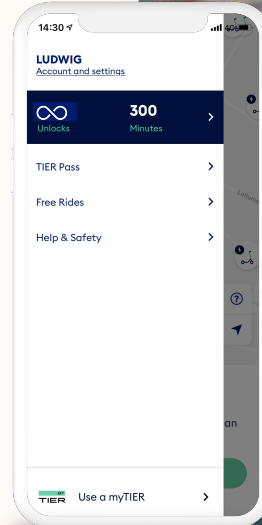 14:30
LUDWIG
Account and settings
∞ 300
Unlocks Minutes
TIER Pass
Free Rides
Help & Safety
an
MY
TIER Use a myTIER